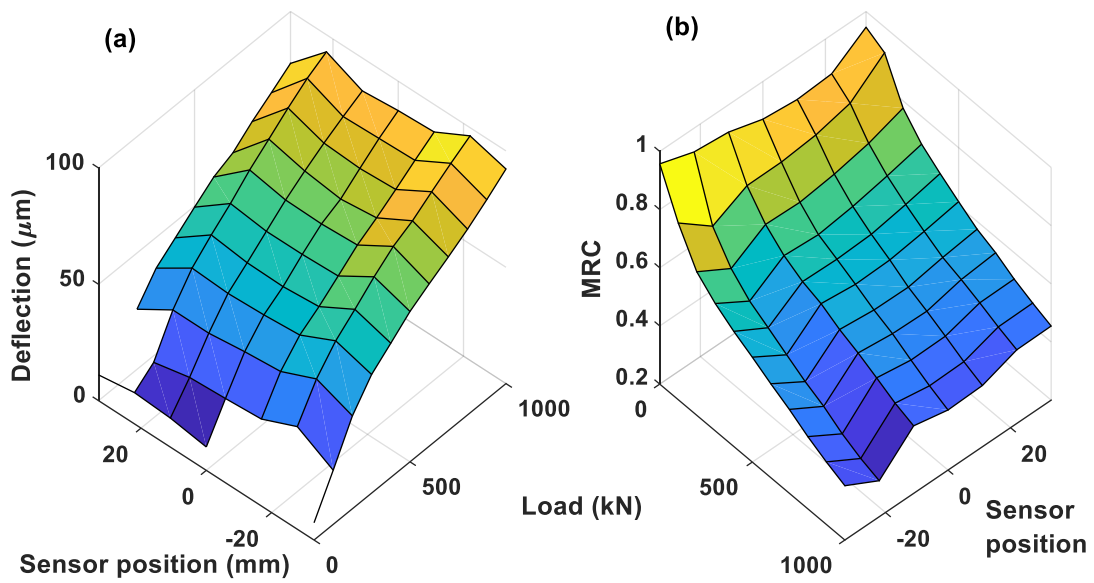 (a)
100
50
0
Deflection (μm)
20
0
-20
Sensor position (mm)
0
500
1000
Load (kN)
(b)
1
0.8
0.6
0.4
0.2
MRC
0
500
1000
-20
0
20
Sensor
position